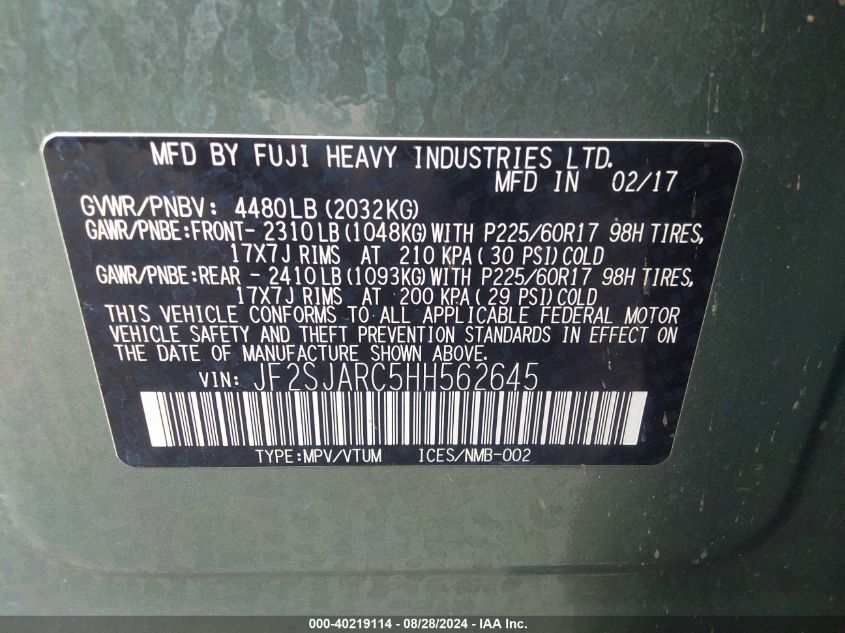 MFD BY FUJI HEAVY INDUSTRIES LTD.
MFD IN 02/17
GVWR/PNBV: 4480LB (2032KG)
GAWR/PNBE:FRONT- 2310 LB (1048KG) WITH P225/60R17 98H TIRES,
17X7J RIMS AT 210 KPA ( 30 PSI) COLD
GAWR/PNBE:REAR - 2410 LB (1093KG) WITH P225/60R17 98H TIRES,
17X7J RIMS AT 200 KPA ( 29 PSI) COLD
THIS VEHICLE CONFORMS TO ALL APPLICABLE FEDERAL MOTOR
VEHICLE SAFETY AND THEFT PREVENTION STANDARDS IN EFFECT ON
THE DATE OF MANUFACTURE SHOWN ABOVE.
VIN: JF2SJARC5HH562645
TYPE:MPV/VTUM ICES/NMB-002
000-40219114 - 08/28/2024 - IAA Inc.